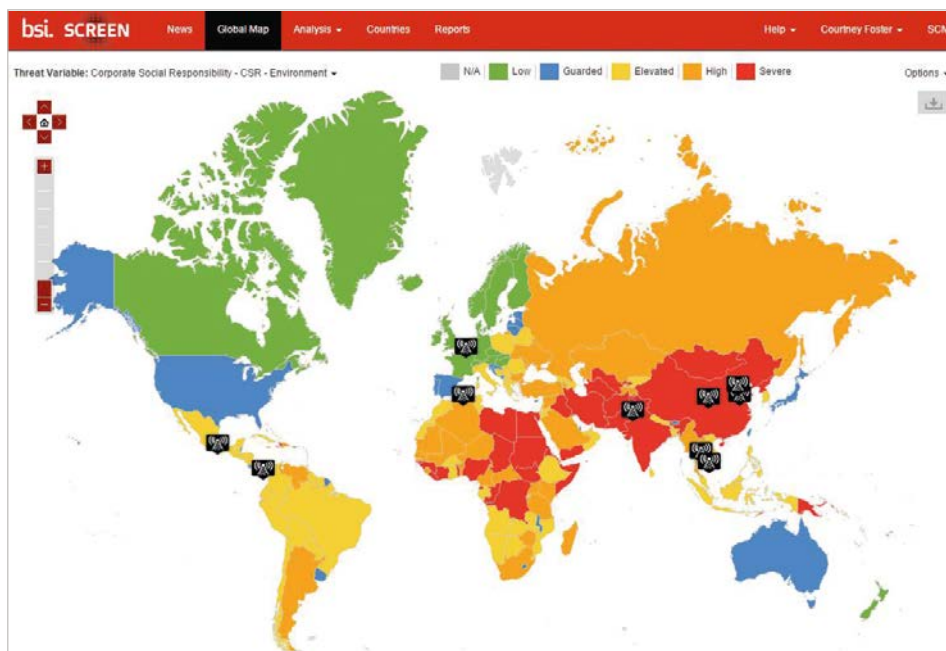 bsi. SCREEN News Global Map Analysis Countries Reports Help Courtney Foster SCM
Threat Variable: Corporate Social Responsibility - CSR - Environment N/A Low Guarded Elevated High Severe Options